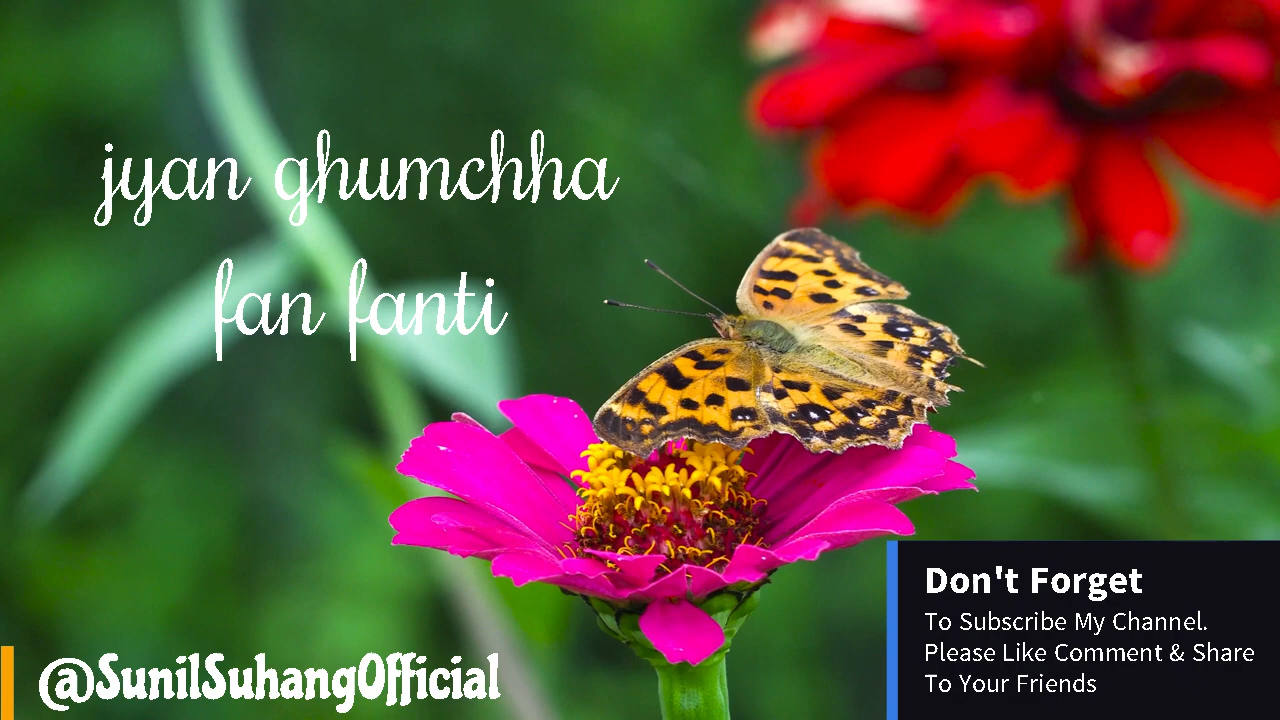 jyan ghumchha
fan fanti
Don't Forget
To Subscribe My Channel.
Please Like Comment & Share
To Your Friends
@SunilSuhangOfficial